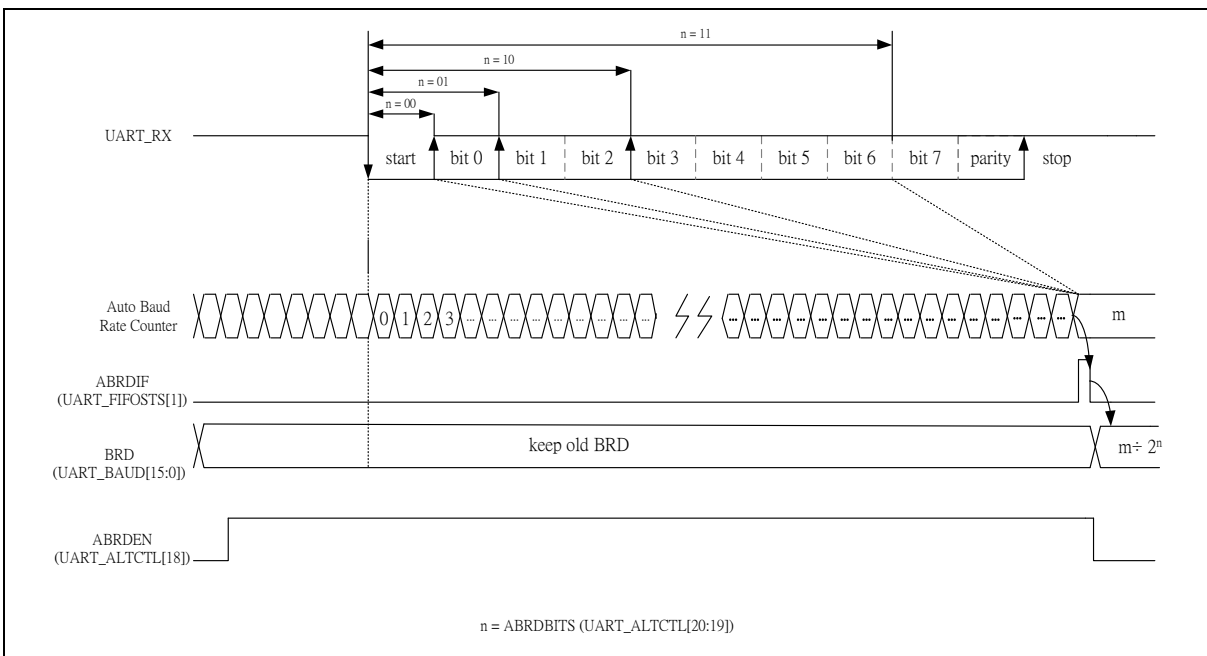 n = 11
n = 10
n = 01
n = 00
UART_RX
start bit 0 bit 1 bit 2 bit 3 bit 4 bit 5 bit 6 bit 7 parity stop
Auto Baud
Rate Counter
0 1 2 3 ... ... ... ... ... ... ... ... ... ... ... ... ... ... ... ... ... ... ... ... ... m
ABRDIF
(UART_FIFOSTS[1])
BRD
(UART_BAUD[15:0])
keep old BRD
m÷ 2ⁿ
ABRDEN
(UART_ALTCTL[18])
n = ABRDBITS (UART_ALTCTL[20:19])